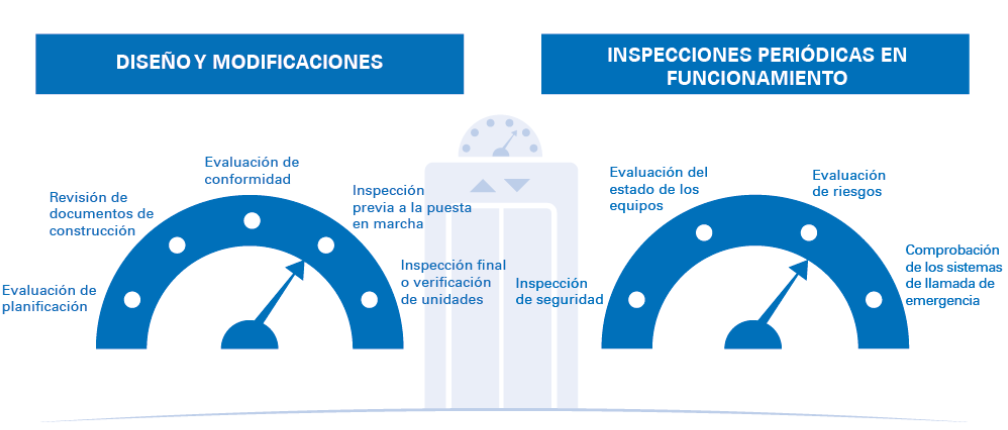 DISEÑO Y MODIFICACIONES
Evaluación de
planificación
Revisión de
documentos de
construcción
Evaluación de
conformidad
Inspección
previa a la puesta
en marcha
Inspección final
o verificación
de unidades
INSPECCIONES PERIÓDICAS EN
FUNCIONAMIENTO
Inspección
de seguridad
Evaluación del
estado de los
equipos
Evaluación
de riesgos
Comprobación
de los sistemas
de llamada de
emergencia